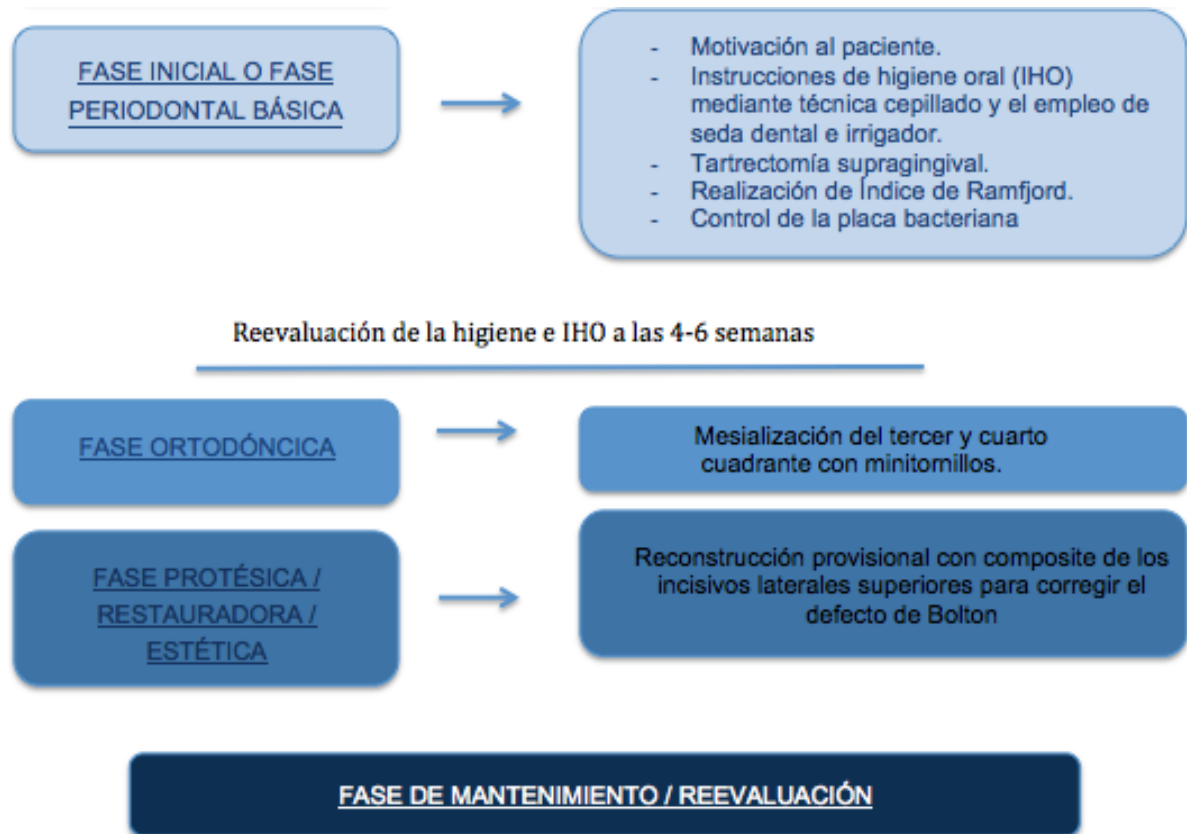 FASE INICIAL O FASE
PERIODONTAL BÁSICA
- Motivación al paciente.
- Instrucciones de higiene oral (IHO)
mediante técnica cepillado y el empleo de
seda dental e irrigador.
- Tartrectomía supragingival.
- Realización de Índice de Ramfjord.
- Control de la placa bacteriana
Reevaluación de la higiene e IHO a las 4-6 semanas
FASE ORTODÓNCICA
Mesialización del tercer y cuarto
cuadrante con minitornillos.
FASE PROTÉSICA /
RESTAURADORA /
ESTÉTICA
Reconstrucción provisional con composite de los
incisivos laterales superiores para corregir el
defecto de Bolton
FASE DE MANTENIMIENTO / REEVALUACIÓN